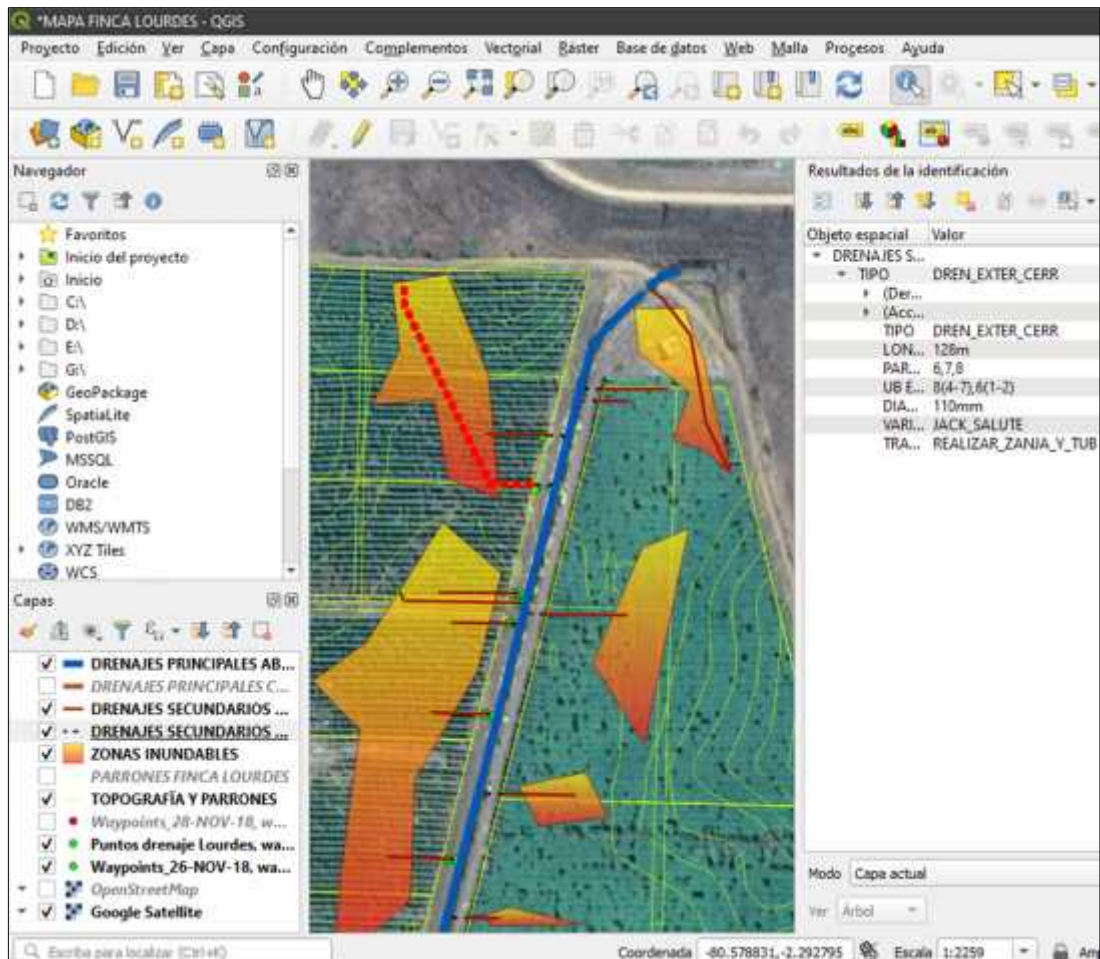 *MAPA FINCA LOURDES - QGIS
Proyecto Edición Ver Capa Configuración Complementos Vectorial Ráster Base de datos Web Malla Procesos Ayuda
Navegador
Favoritos
Inicio del proyecto
Inicio
C:\
D:\
E:\
G:\
GeoPackage
SpatiaLite
PostGIS
MSSQL
Oracle
DB2
WMS/WMTS
XYZ Tiles
WCS
Capas
DRENAJES PRINCIPALES AB...
DRENAJES PRINCIPALES C...
DRENAJES SECUNDARIOS ...
DRENAJES SECUNDARIOS ...
ZONAS INUNDABLES
PARRONES FINCA LOURDES
TOPOGRAFÍA Y PARRONES
Waypoints_28-NOV-18, w...
Puntos drenaje Lourdes, wa...
Waypoints_26-NOV-18, wa...
OpenStreetMap
Google Satellite
Resultados de la identificación
Objeto espacial Valor
DRENAJES S...
TIPO DREN_EXTER_CERR
(Der...
(Acc...
TIPO DREN_EXTER_CERR
LON... 128m
PAR... 6,7,8
UB E... 8(4-7),6(1-2)
DIA... 110mm
VARI... JACK_SALUTE
TRA... REALIZAR_ZANJA_Y_TUB
Modo Capa actual
Ver Árbol
Escriba para localizar (Ctrl+K)
Coordenada -80.578831,-2.292795 Escala 1:2259 Am